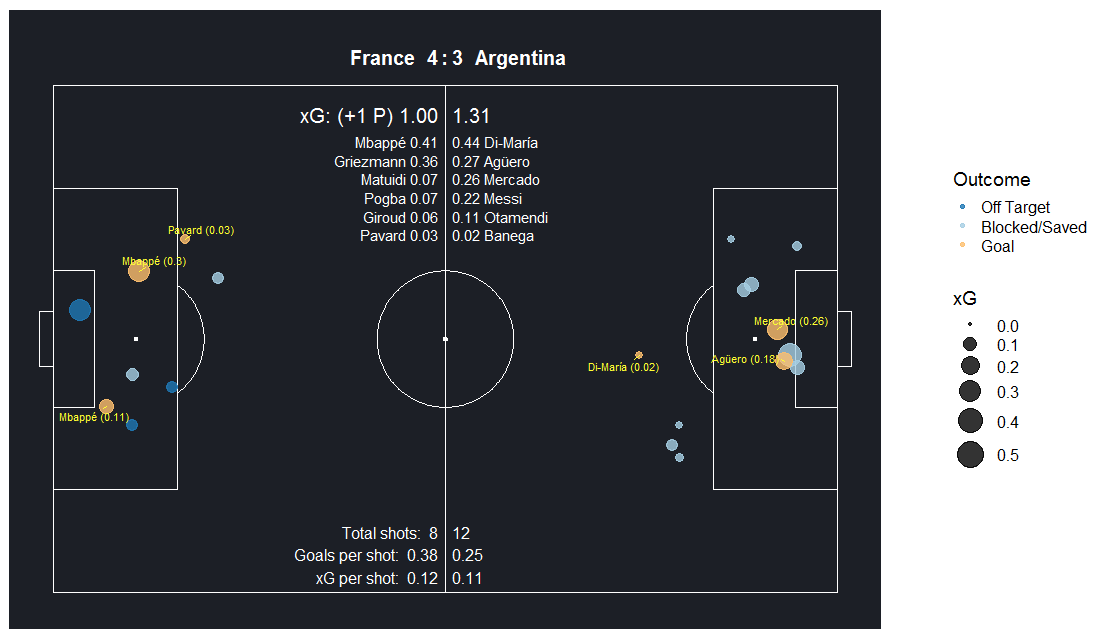 France 4 : 3 Argentina
xG: (+1 P) 1.00 1.31
Mbappé 0.41 0.44 Di-María
Griezmann 0.36 0.27 Agüero
Matuidi 0.07 0.26 Mercado
Pogba 0.07 0.22 Messi
Giroud 0.06 0.11 Otamendi
Pavard 0.03 0.02 Banega
Pavard (0.03)
Mbappé (0.3)
Mbappé (0.11)
Mercado (0.26)
Agüero (0.18)
Di-María (0.02)
Total shots: 8 12
Goals per shot: 0.38 0.25
xG per shot: 0.12 0.11
Outcome
Off Target
Blocked/Saved
Goal
xG
0.0
0.1
0.2
0.3
0.4
0.5